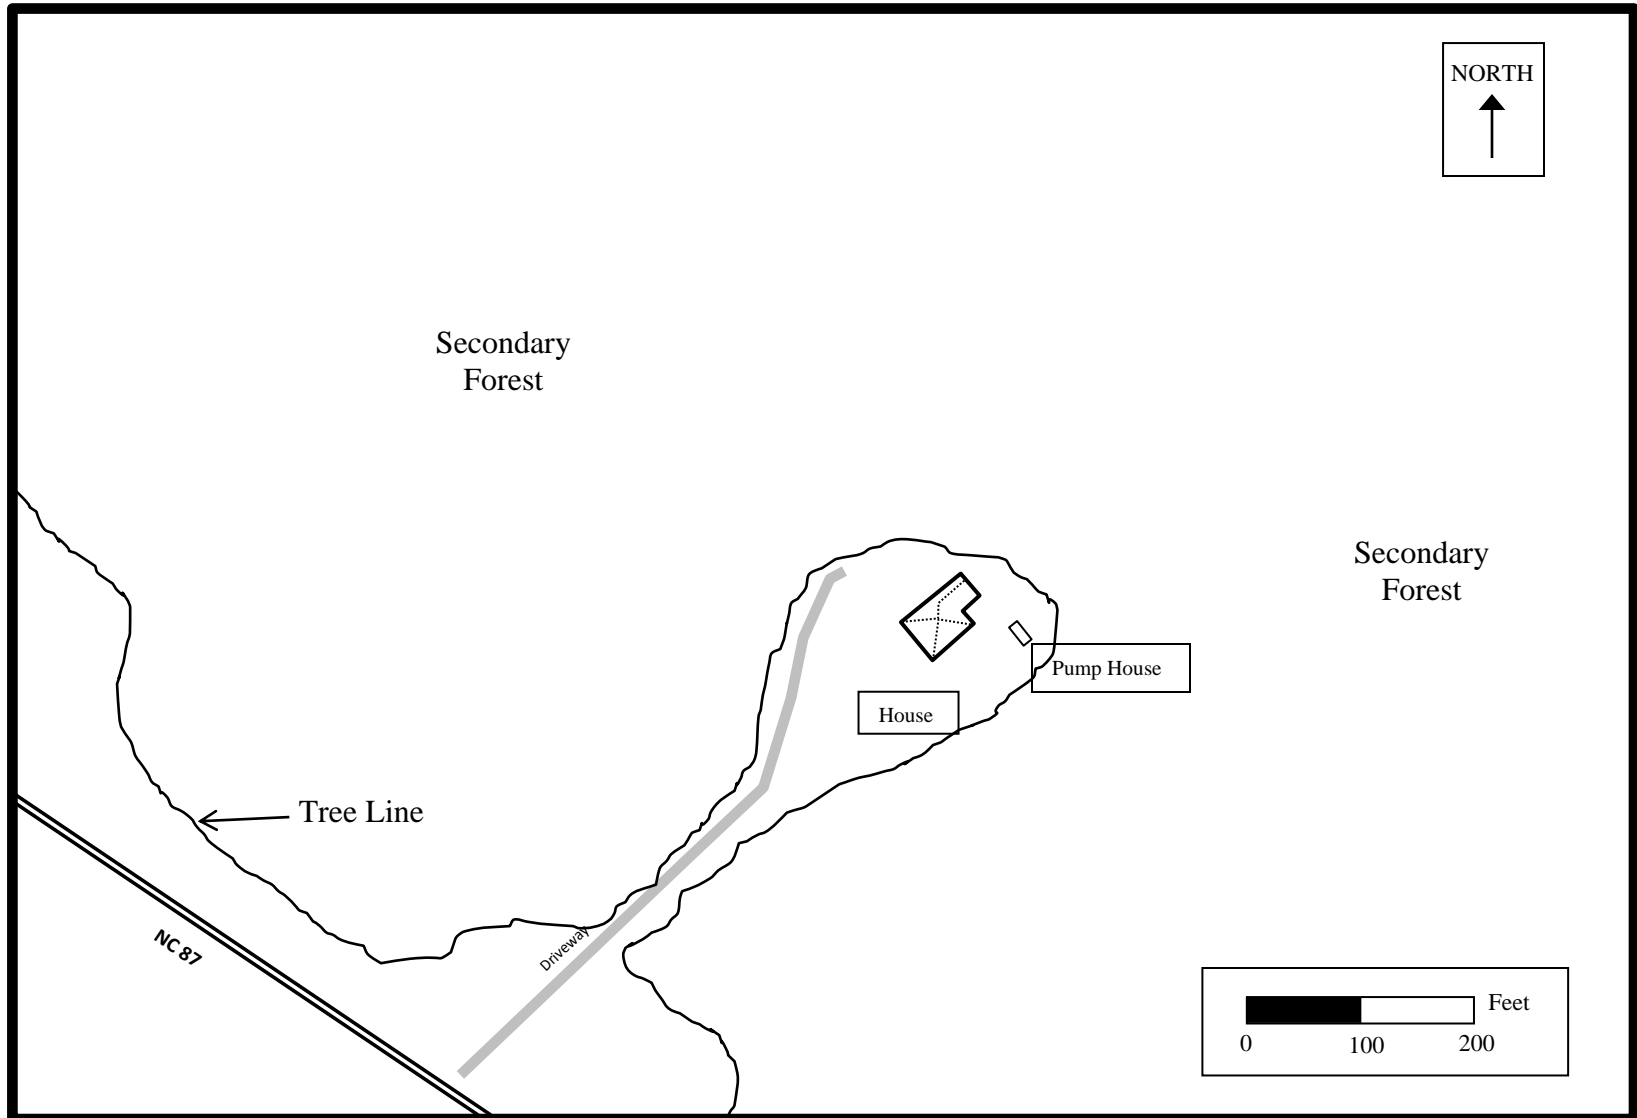 NORTH
Secondary
Forest
Secondary
Forest
Pump House
House
Tree Line
Driveway
NC 87
Feet
0
100
200